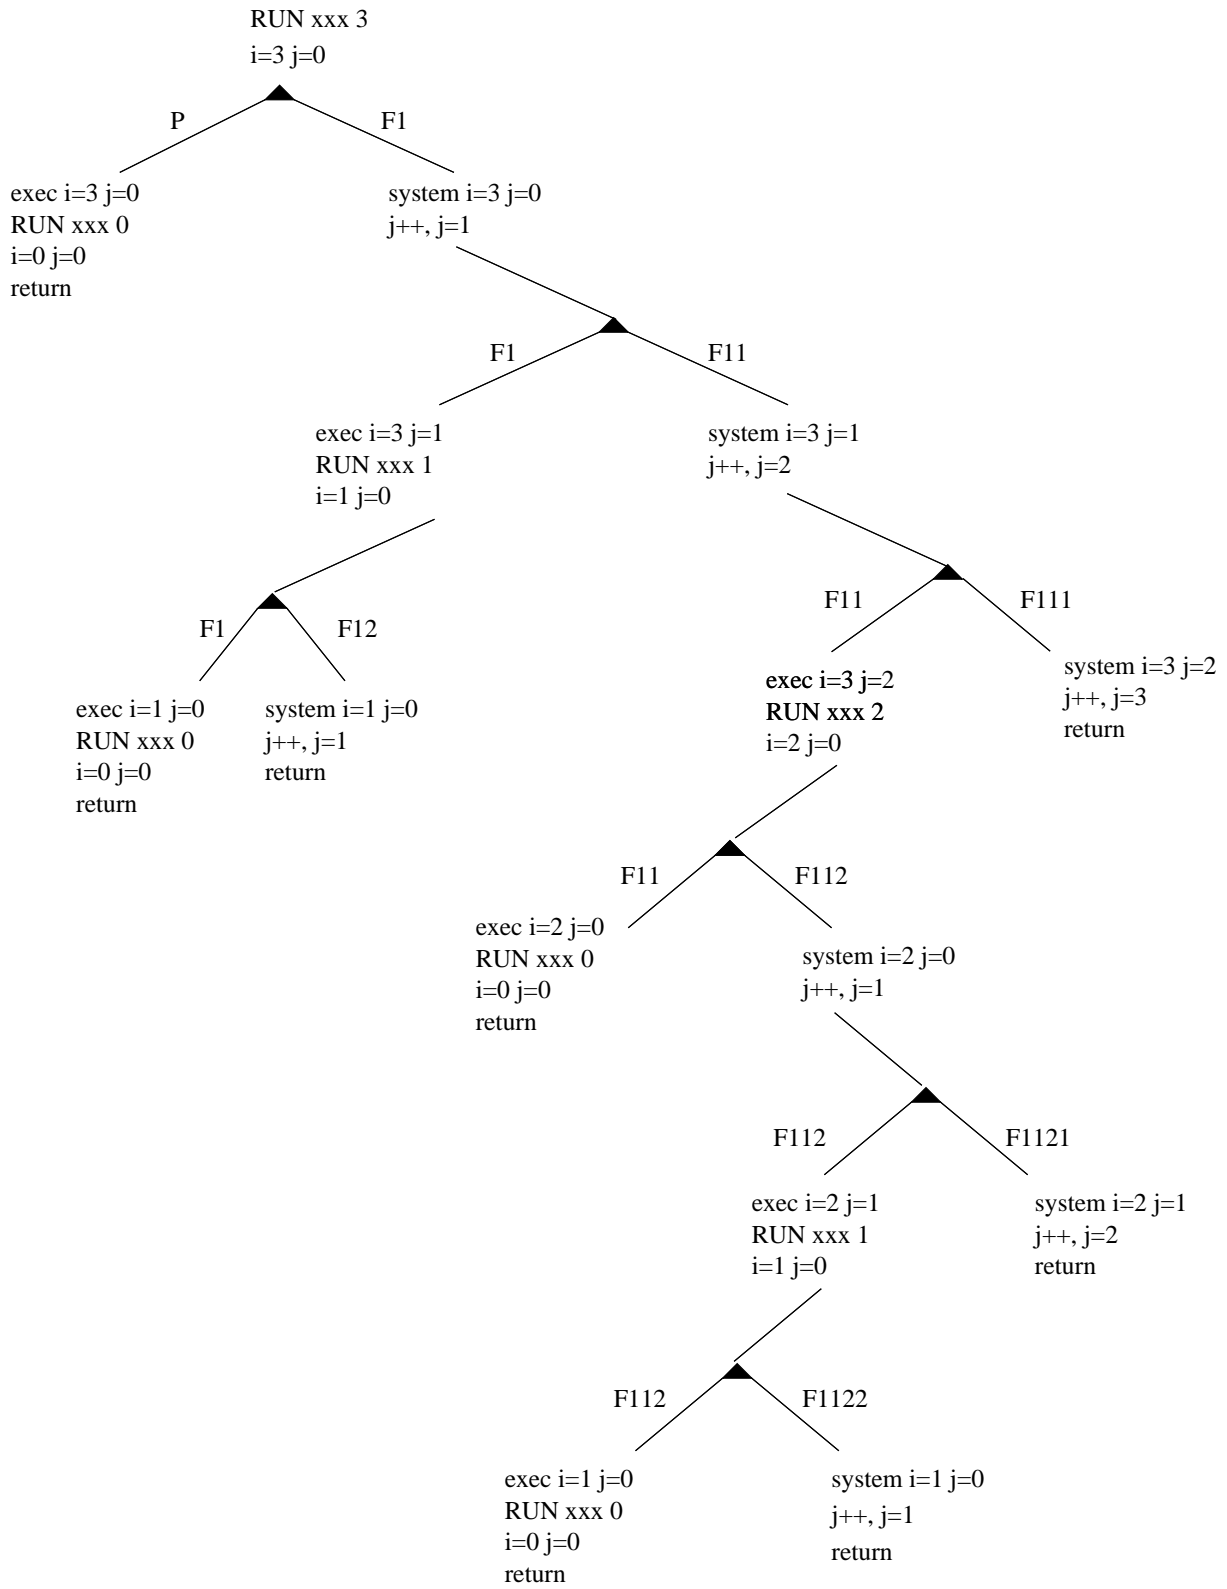 RUN xxx 3
i=3 j=0
P
F1
exec i=3 j=0
RUN xxx 0
i=0 j=0
return
system i=3 j=0
j++, j=1
F1
F11
exec i=3 j=1
RUN xxx 1
i=1 j=0
system i=3 j=1
j++, j=2
F1
F12
exec i=1 j=0
RUN xxx 0
i=0 j=0
return
system i=1 j=0
j++, j=1
return
F11
F111
exec i=3 j=2
RUN xxx 2
i=2 j=0
system i=3 j=2
j++, j=3
return
F11
F112
exec i=2 j=0
RUN xxx 0
i=0 j=0
return
system i=2 j=0
j++, j=1
F112
F1121
exec i=2 j=1
RUN xxx 1
i=1 j=0
system i=2 j=1
j++, j=2
return
F112
F1122
exec i=1 j=0
RUN xxx 0
i=0 j=0
return
system i=1 j=0
j++, j=1
return